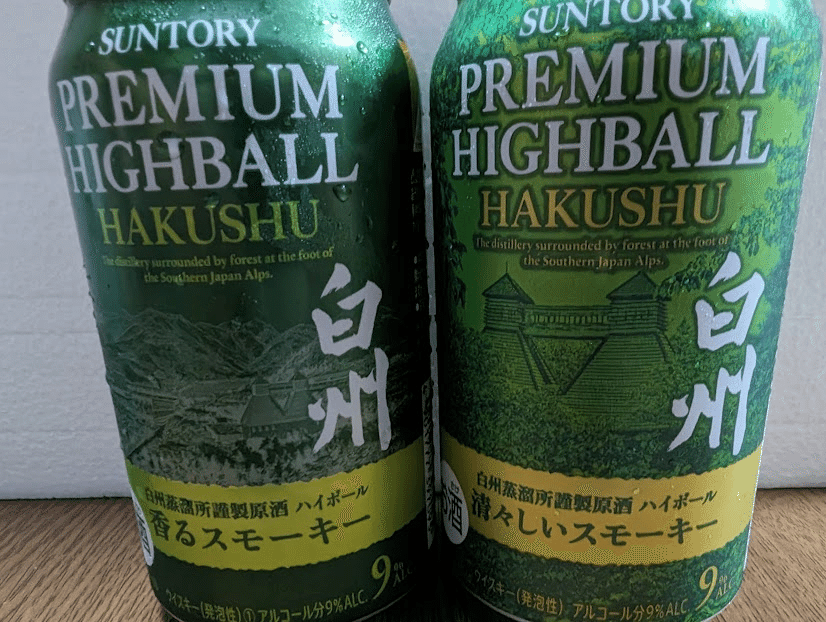 SUNTORY
PREMIUM
HIGHBALL
HAKUSHU
The distillery surrounded by forest at the foot of
the Southern Japan Alps.
白州
白州蒸溜所謹製原酒 ハイボール
香るスモーキー
ウイスキー(発泡性)① アルコール分9%ALC.
9%
ALC.
SUNTORY
PREMIUM
HIGHBALL
HAKUSHU
The distillery surrounded by forest at the foot of
the Southern Japan Alps.
白州
お酒
白州蒸溜所謹製原酒 ハイボール
清々しいスモーキー
ウイスキー(発泡性) アルコール分9%ALC.
9%
ALC.